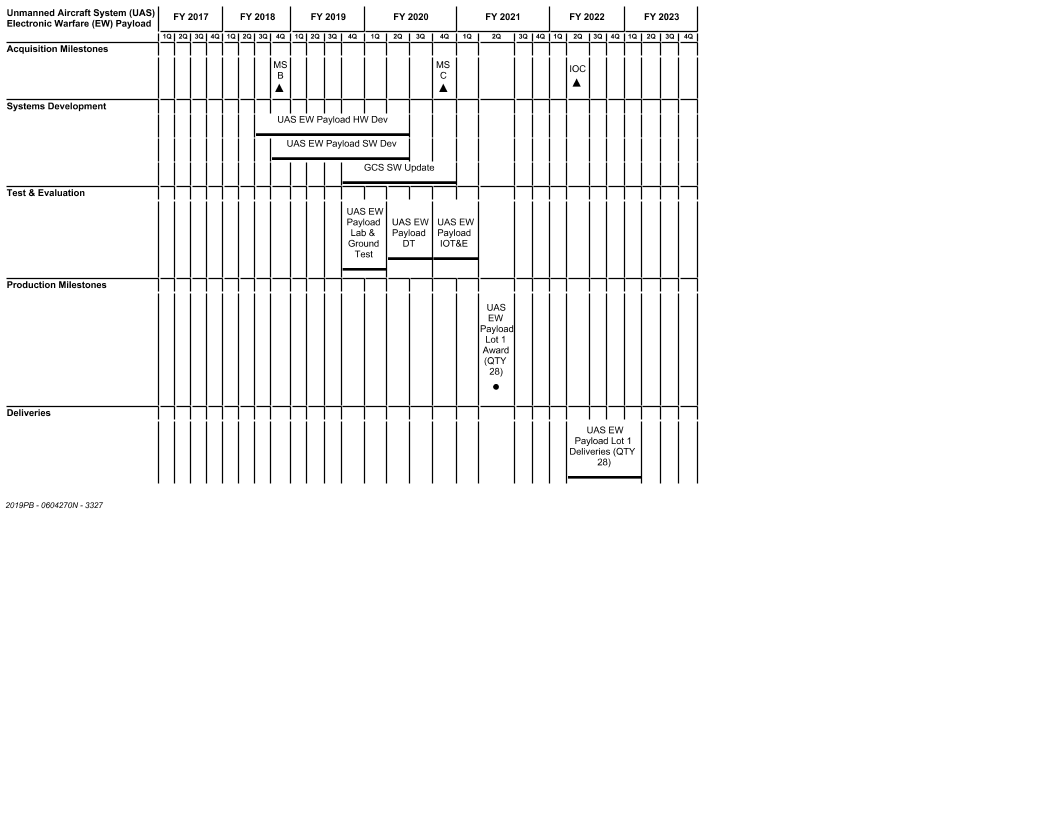 Unmanned Aircraft System (UAS)
Electronic Warfare (EW) Payload
FY 2017 FY 2018 FY 2019 FY 2020 FY 2021 FY 2022 FY 2023
1Q 2Q 3Q 4Q 1Q 2Q 3Q 4Q 1Q 2Q 3Q 4Q 1Q 2Q 3Q 4Q 1Q 2Q 3Q 4Q 1Q 2Q 3Q 4Q 1Q 2Q 3Q 4Q
Acquisition Milestones
MS
B
MS
C
IOC
Systems Development
UAS EW Payload HW Dev
UAS EW Payload SW Dev
GCS SW Update
Test & Evaluation
UAS EW
Payload
Lab &
Ground
Test
UAS EW
Payload
DT
UAS EW
Payload
IOT&E
Production Milestones
UAS
EW
Payload
Lot 1
Award
(QTY
28)
Deliveries
UAS EW
Payload Lot 1
Deliveries (QTY
28)
2019PB - 0604270N - 3327